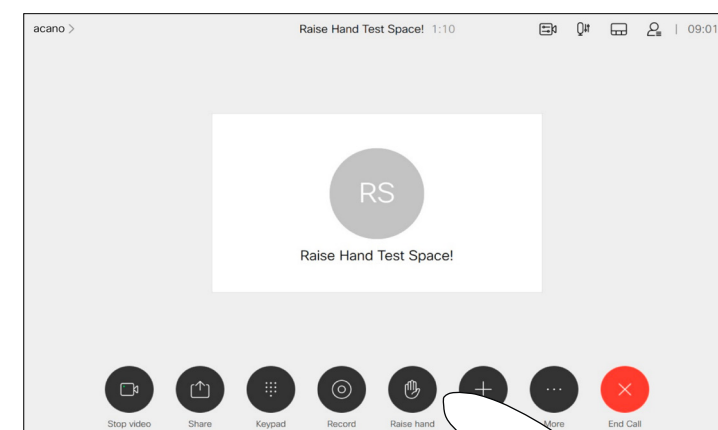 acano >
Raise Hand Test Space! 1:10
| 09:01
RS
Raise Hand Test Space!
Stop video
Share
Keypad
Record
Raise hand
More
End Call